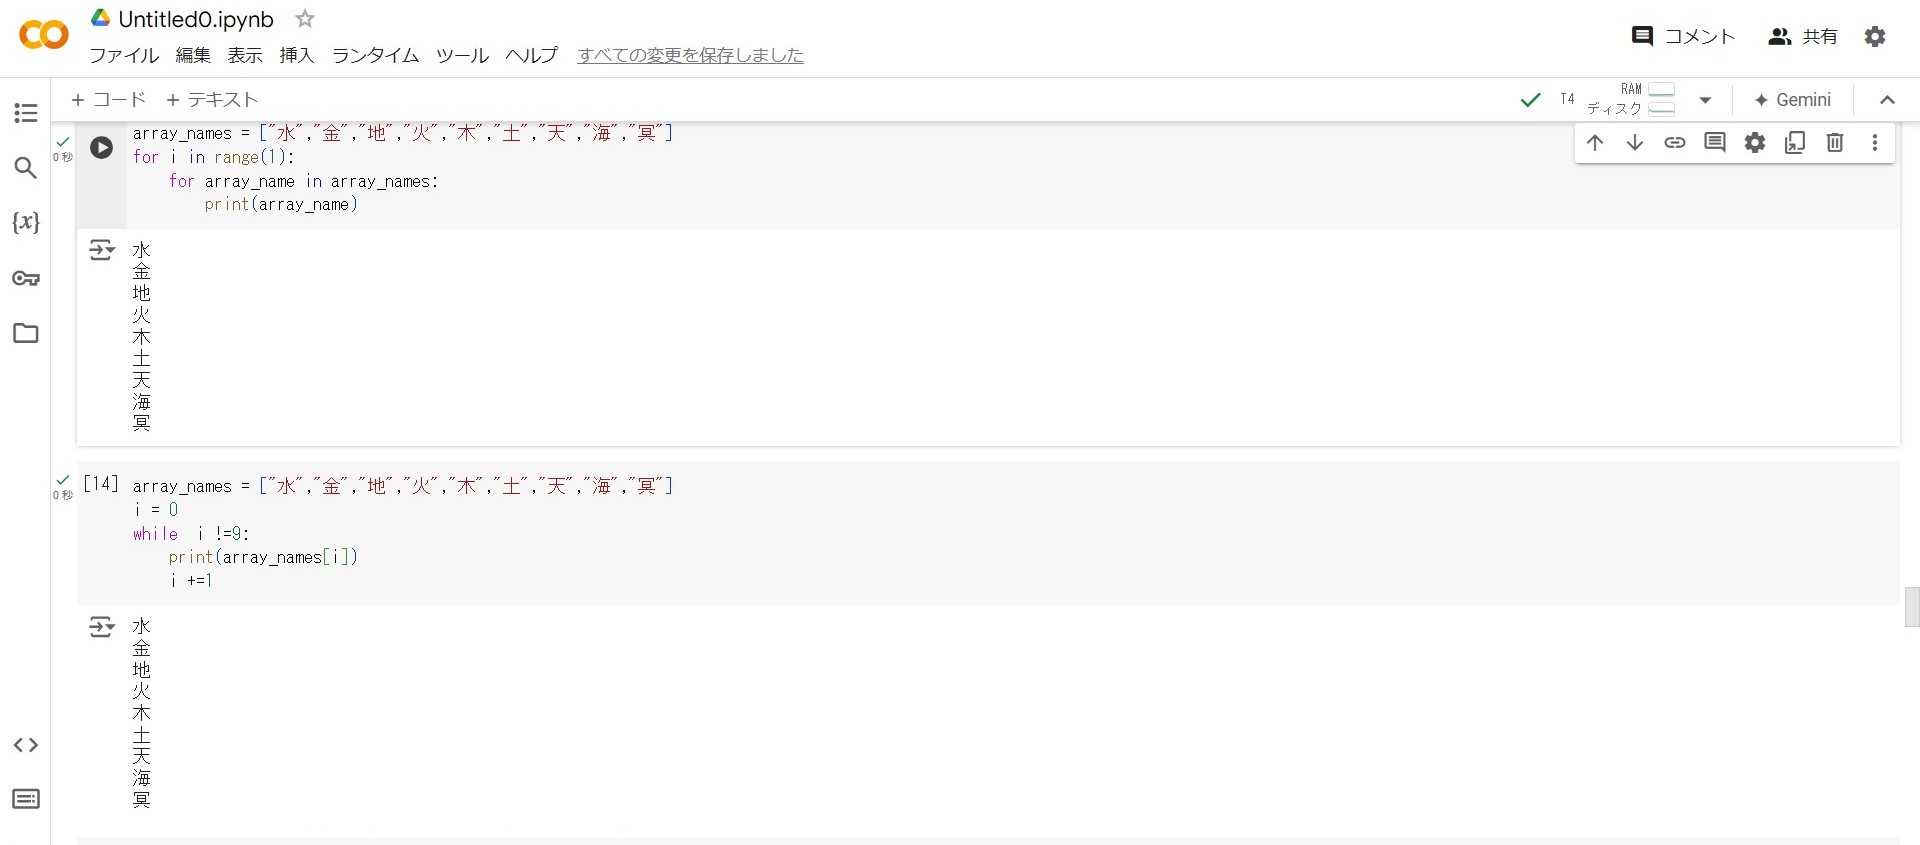 Untitled0.ipynb
ファイル 編集 表示 挿入 ランタイム ツール ヘルプ すべての変更を保存しました
コメント 共有
+ コード + テキスト
T4 RAM
ディスク
Gemini
0 秒
array_names = ["水","金","地","火","木","土","天","海","冥"]
for i in range(1):
    for array_name in array_names:
        print(array_name)
水
金
地
火
木
土
天
海
冥
0 秒
[14] array_names = ["水","金","地","火","木","土","天","海","冥"]
i = 0
while  i !=9:
    print(array_names[i])
    i +=1
水
金
地
火
木
土
天
海
冥